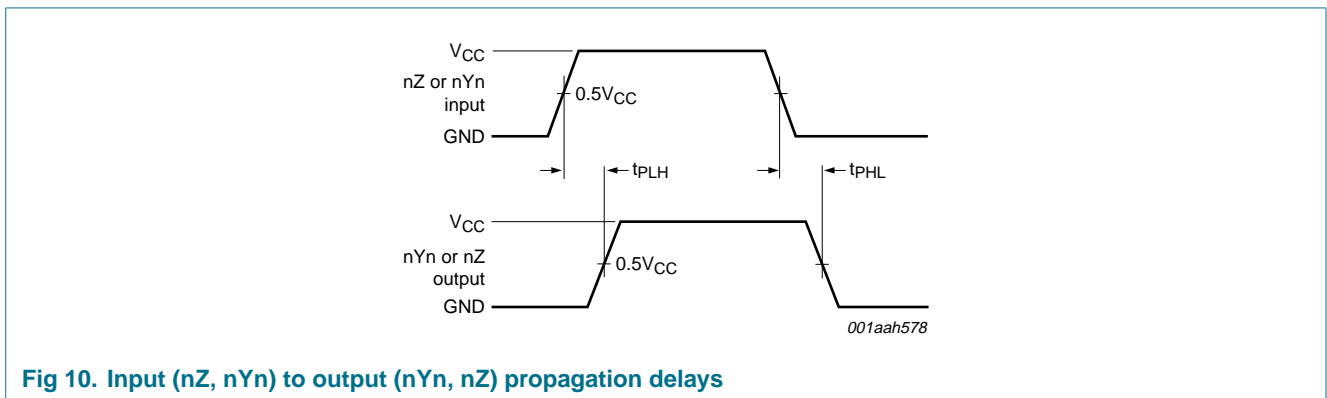 VCC
nZ or nYn
input
0.5VCC
GND
tPLH
tPHL
VCC
nYn or nZ
output
0.5VCC
GND
001aah578
Fig 10. Input (nZ, nYn) to output (nYn, nZ) propagation delays